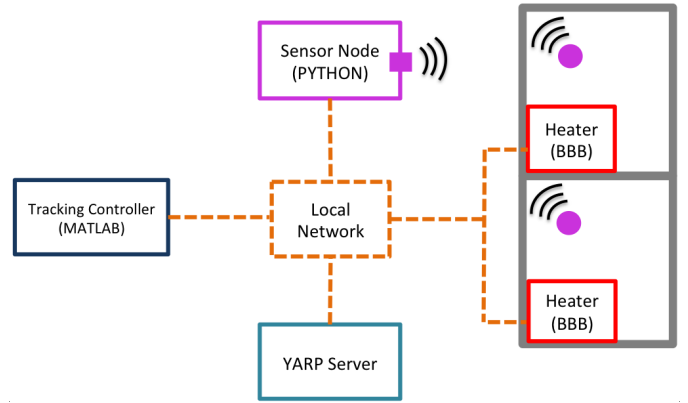 Sensor Node
(PYTHON)
Heater
(BBB)
Tracking Controller
(MATLAB)
Local
Network
Heater
(BBB)
YARP Server